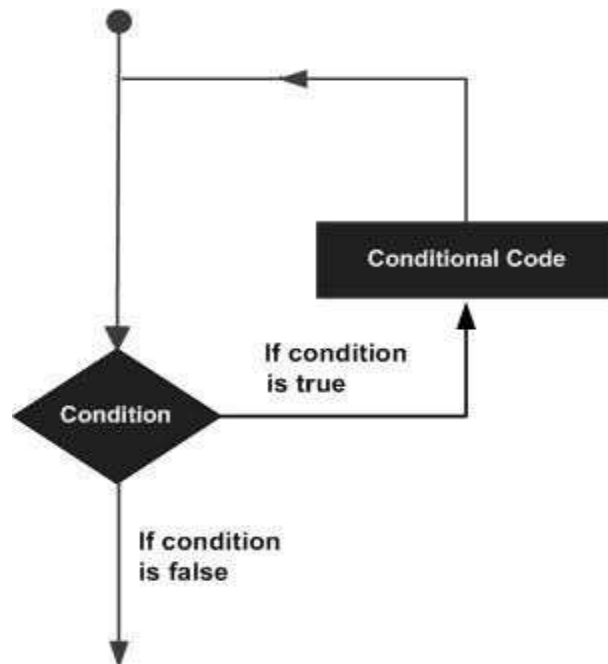 Conditional Code
If condition
is true
Condition
If condition
is false